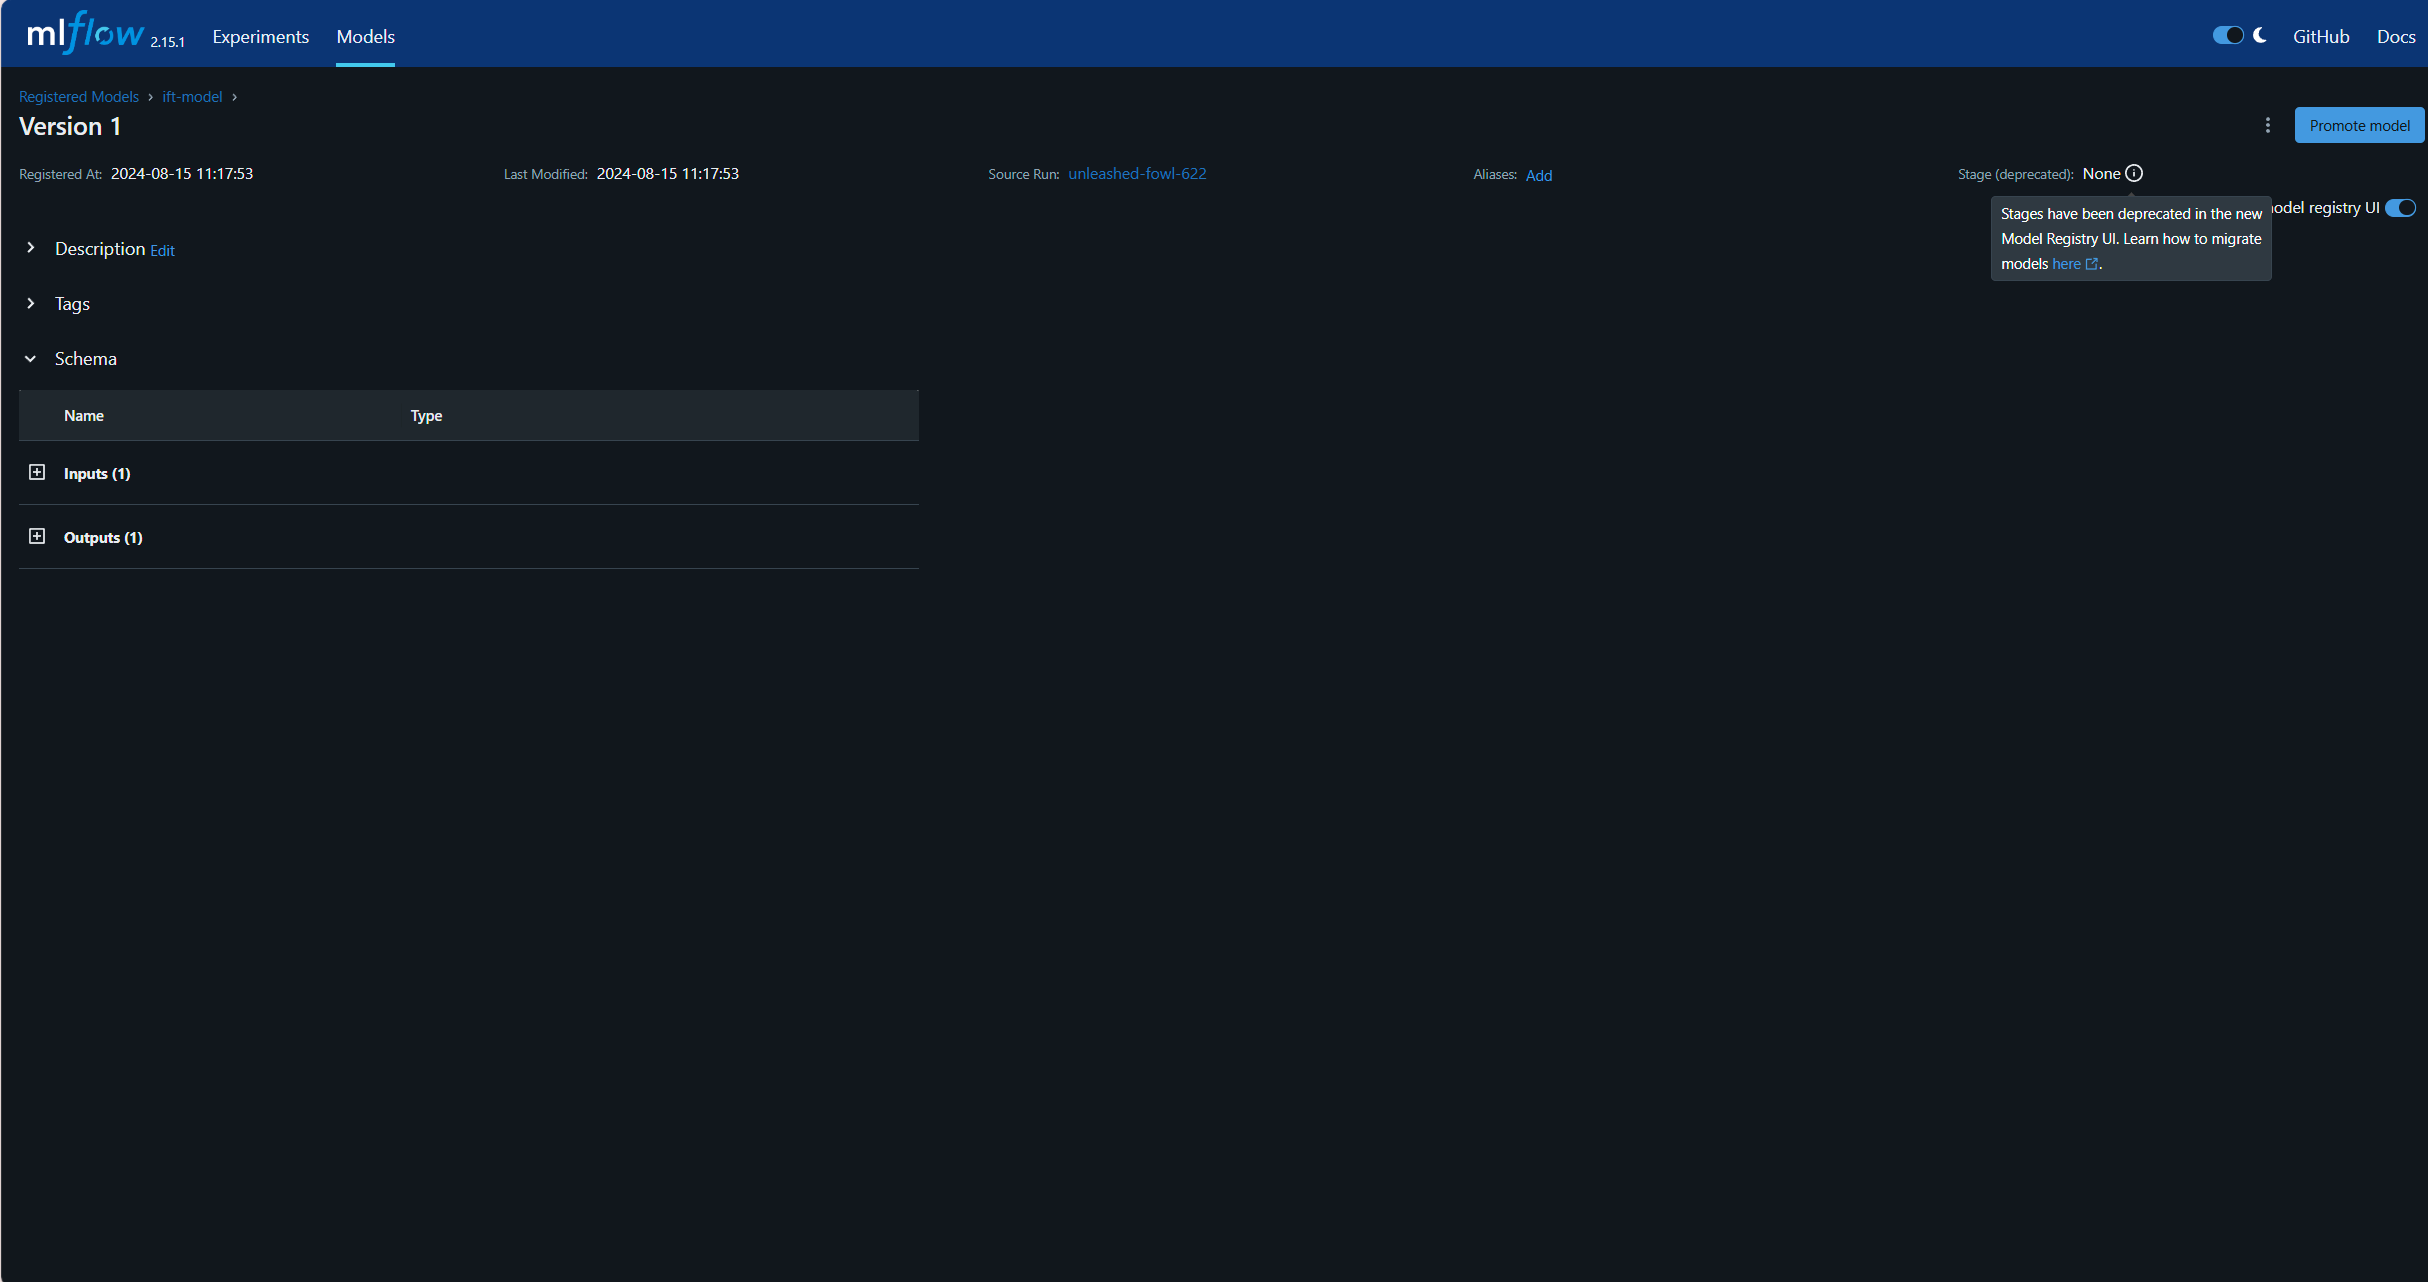 mlflow 2.15.1 Experiments Models GitHub Docs
Registered Models › ift-model ›
Version 1
Promote model
Registered At: 2024-08-15 11:17:53 Last Modified: 2024-08-15 11:17:53 Source Run: unleashed-fowl-622 Aliases: Add Stage (deprecated): None
model registry UI
Stages have been deprecated in the new
Model Registry UI. Learn how to migrate
models here .
Description Edit
Tags
Schema
Name Type
Inputs (1)
Outputs (1)